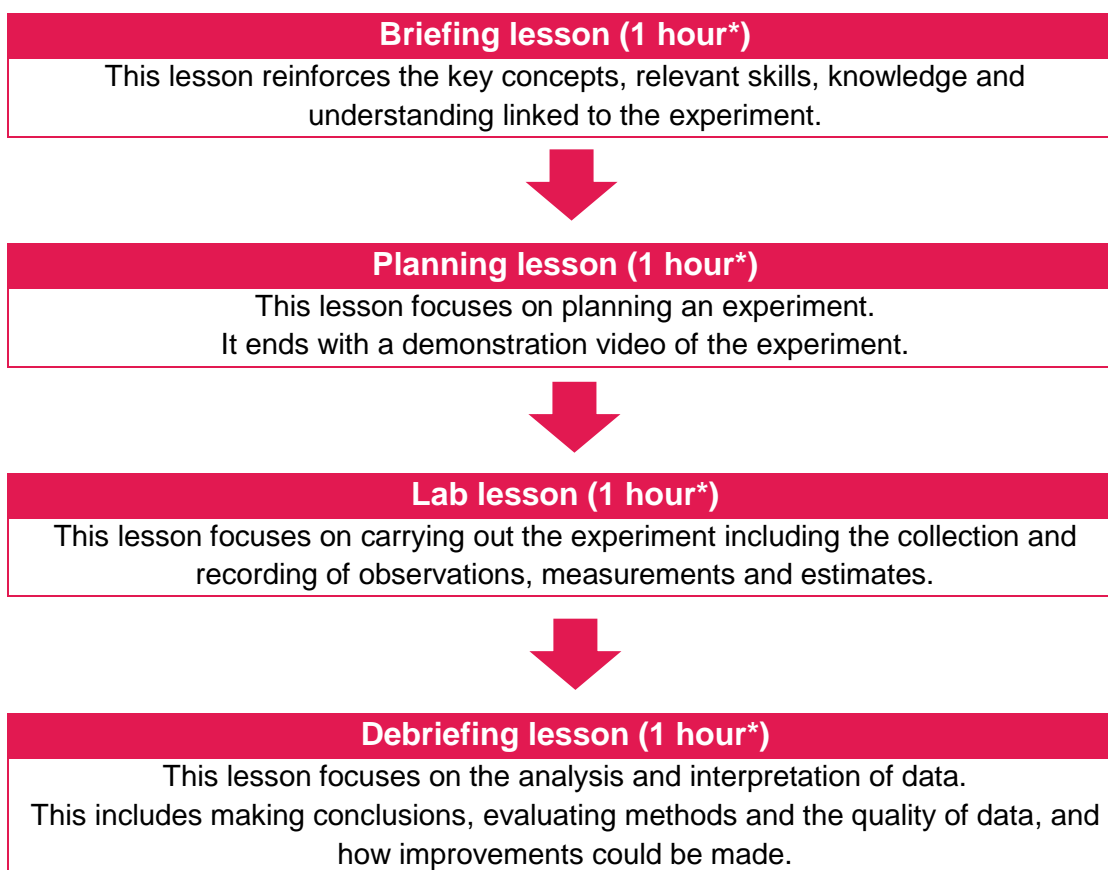 Briefing lesson (1 hour*)
This lesson reinforces the key concepts, relevant skills, knowledge and
understanding linked to the experiment.
Planning lesson (1 hour*)
This lesson focuses on planning an experiment.
It ends with a demonstration video of the experiment.
Lab lesson (1 hour*)
This lesson focuses on carrying out the experiment including the collection and
recording of observations, measurements and estimates.
Debriefing lesson (1 hour*)
This lesson focuses on the analysis and interpretation of data.
This includes making conclusions, evaluating methods and the quality of data, and
how improvements could be made.